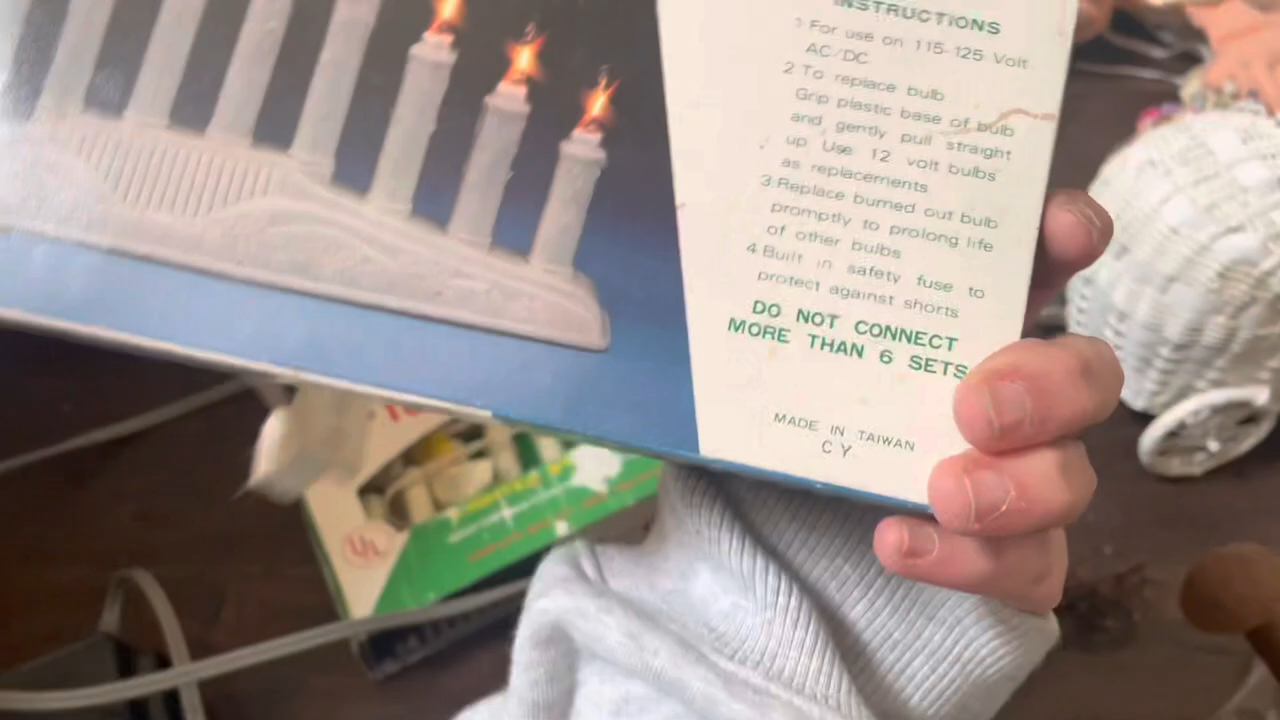 INSTRUCTIONS
1 For use on 115-125 Volt
AC/DC
2 To replace bulb
Grip plastic base of bulb
and gently pull straight
up Use 12 volt bulbs
as replacements
3.Replace burned out bulb
promptly to prolong life
of other bulbs
4 Built in safety fuse to
protect against shorts
DO NOT CONNECT
MORE THAN 6 SETS
MADE IN TAIWAN
C Y
UL